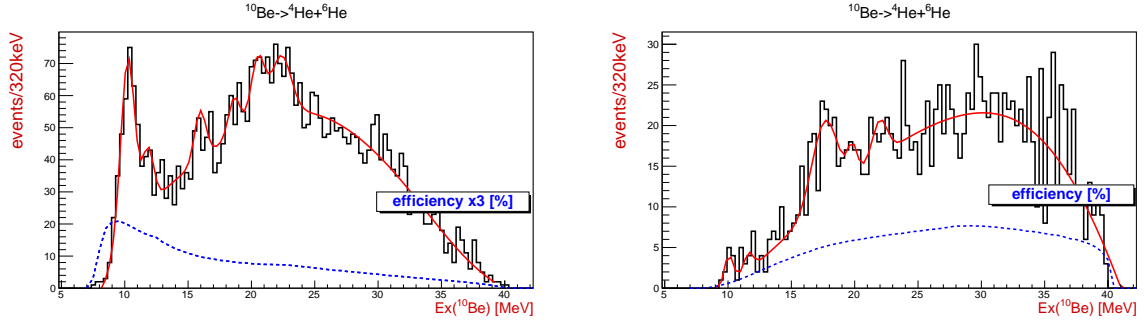 ¹⁰Be->⁴He+⁶He
events/320keV
70
60
50
40
30
20
10
0
efficiency x3 [%]
5 10 15 20 25 30 35 40
Ex(¹⁰Be) [MeV]
¹⁰Be->⁴He+⁶He
events/320keV
30
25
20
15
10
5
0
efficiency [%]
5 10 15 20 25 30 35 40
Ex(¹⁰Be) [MeV]